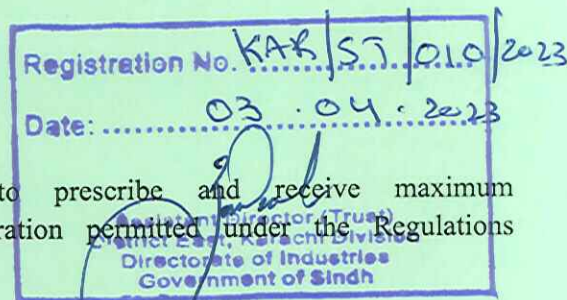 Registration No. KAR/ST/010/2023
Date: 03.04.2023
to prescribe and receive maximum
ration permitted under the Regulations
Assistant Director (Trust)
District East, Karachi Division
Directorate of Industries
Government of Sindh